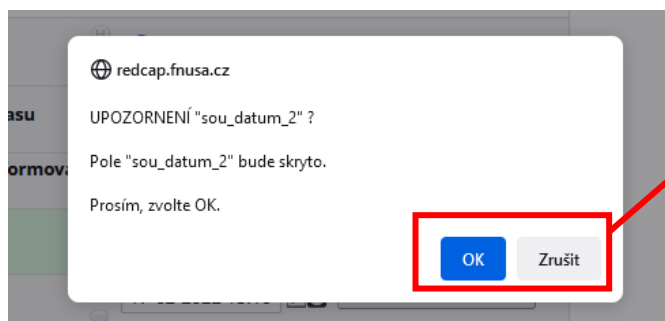 H
redcap.fnusa.cz
UPOZORNENÍ "sou_datum_2" ?
asu
Pole "sou_datum_2" bude skryto.
ormova
Prosím, zvolte OK.
OK Zrušit